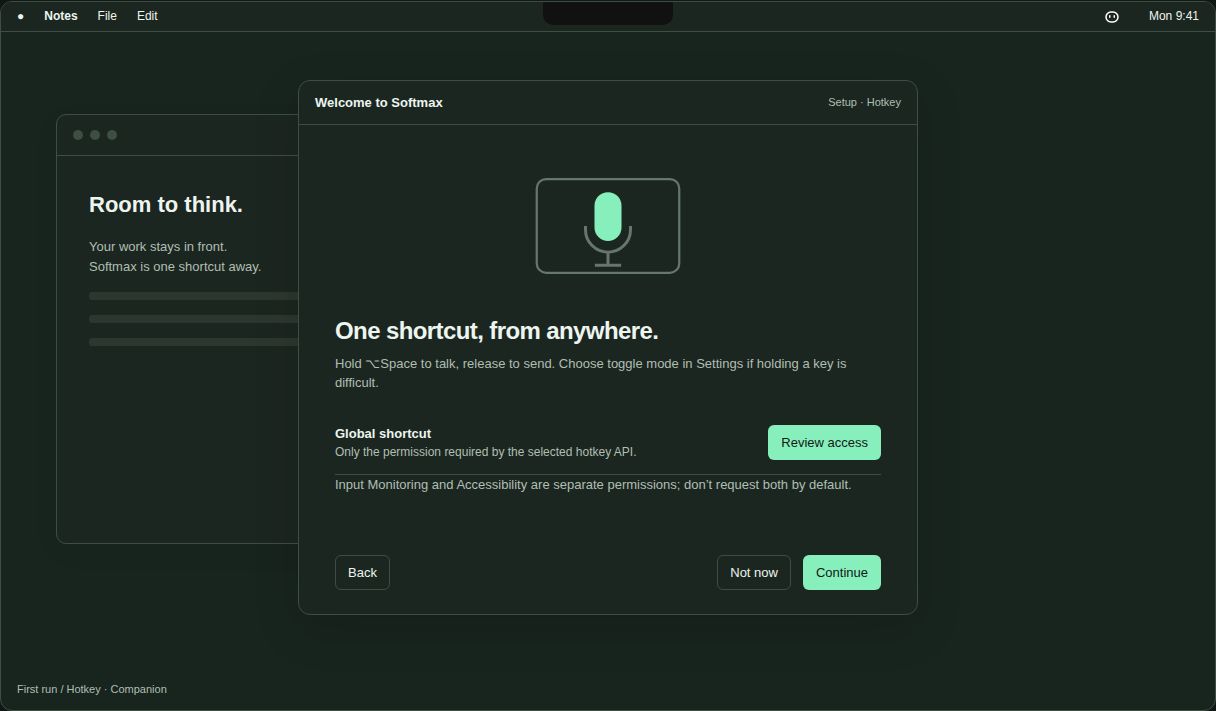 Notes File Edit
Mon 9:41
Welcome to Softmax
Setup · Hotkey
Room to think.
Your work stays in front.
Softmax is one shortcut away.
One shortcut, from anywhere.
Hold ⌥Space to talk, release to send. Choose toggle mode in Settings if holding a key is
difficult.
Global shortcut
Only the permission required by the selected hotkey API.
Review access
Input Monitoring and Accessibility are separate permissions; don’t request both by default.
Back
Not now
Continue
First run / Hotkey · Companion